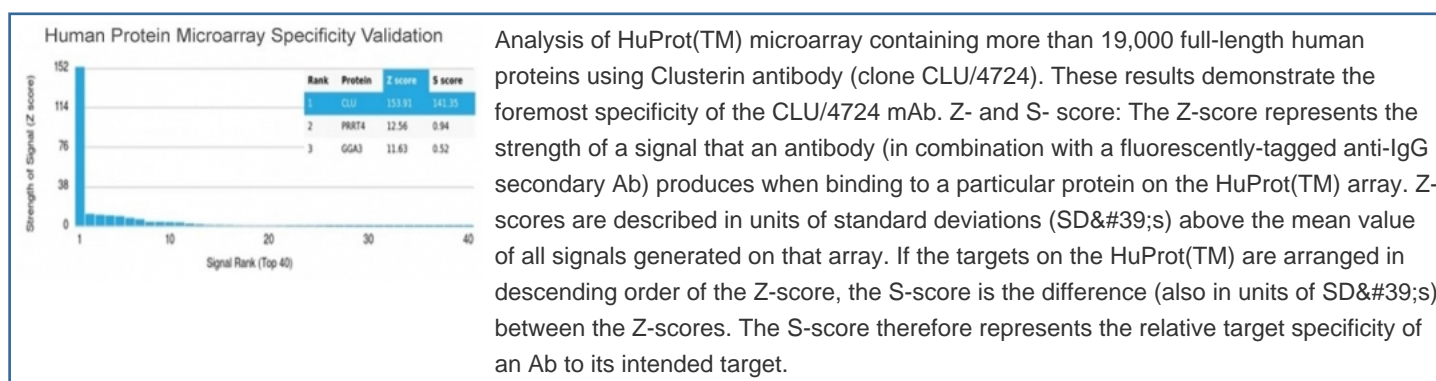 Human Protein Microarray Specificity Validation
Strength of Signal (Z score)
152
114
76
38
0
1 10 20 30 40
Signal Rank (Top 40)
Rank Protein Z score S score
1 CLU 153.91 141.35
2 PRRT4 12.56 0.94
3 GGA3 11.63 0.52
Analysis of HuProt(TM) microarray containing more than 19,000 full-length human
proteins using Clusterin antibody (clone CLU/4724). These results demonstrate the
foremost specificity of the CLU/4724 mAb. Z- and S- score: The Z-score represents the
strength of a signal that an antibody (in combination with a fluorescently-tagged anti-IgG
secondary Ab) produces when binding to a particular protein on the HuProt(TM) array. Z-
scores are described in units of standard deviations (SD&#39;s) above the mean value
of all signals generated on that array. If the targets on the HuProt(TM) are arranged in
descending order of the Z-score, the S-score is the difference (also in units of SD&#39;s)
between the Z-scores. The S-score therefore represents the relative target specificity of
an Ab to its intended target.